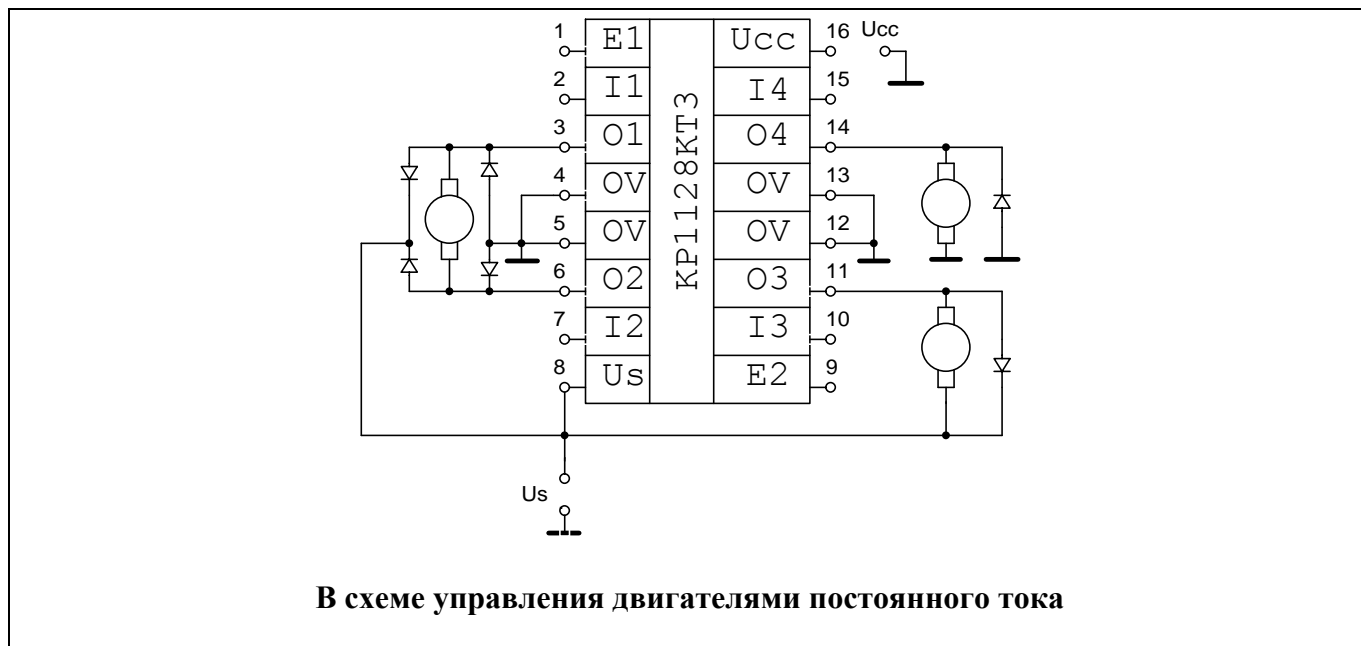 1 E1 Ucc 16 Ucc
2 I1 I4 15
3 O1 O4 14
4 OV OV 13
5 OV OV 12
6 O2 O3 11
7 I2 I3 10
8 Us E2 9
КР1128КТ3
Us
В схеме управления двигателями постоянного тока